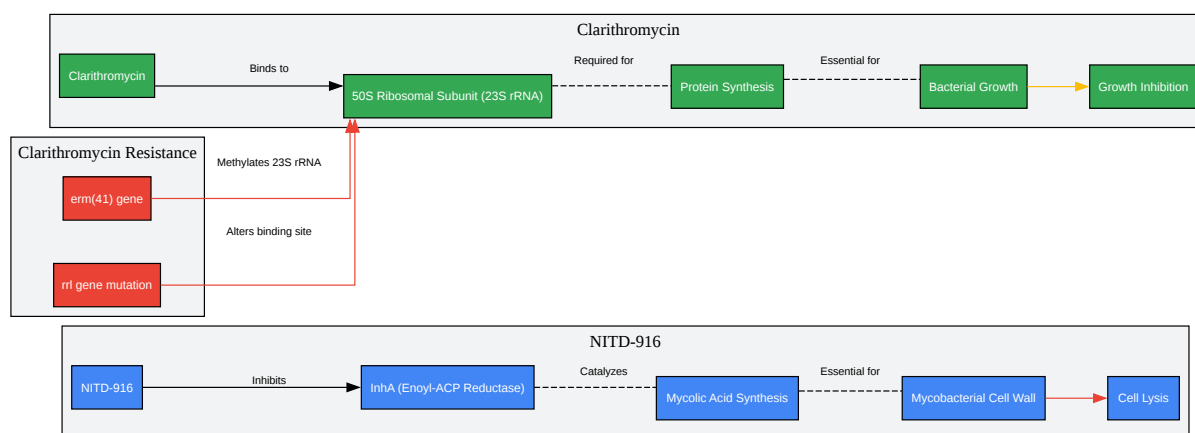 Clarithromycin
Clarithromycin
Binds to
50S Ribosomal Subunit (23S rRNA)
Required for
Protein Synthesis
Essential for
Bacterial Growth
Growth Inhibition
Clarithromycin Resistance
Methylates 23S rRNA
erm(41) gene
Alters binding site
rrl gene mutation
NITD-916
NITD-916
Inhibits
InhA (Enoyl-ACP Reductase)
Catalyzes
Mycolic Acid Synthesis
Essential for
Mycobacterial Cell Wall
Cell Lysis